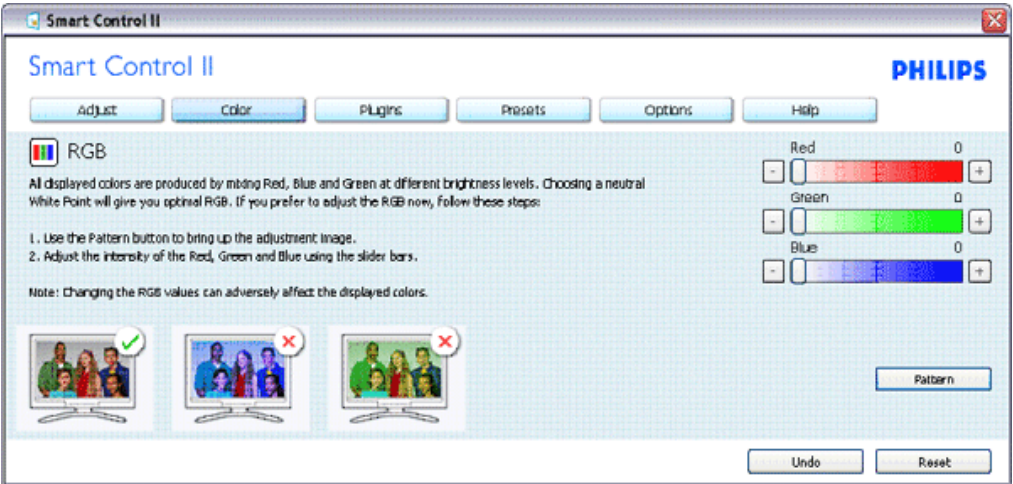 Smart Control II
Smart Control II
PHILIPS
Adjust Color Plugins Presets Options Help
RGB
All displayed colors are produced by mixing Red, Blue and Green at different brightness levels. Choosing a neutral
White Point will give you optimal RGB. If you prefer to adjust the RGB now, follow these steps:
1. Use the Pattern button to bring up the adjustment image.
2. Adjust the intensity of the Red, Green and Blue using the slider bars.
Note: Changing the RGB values can adversely affect the displayed colors.
Red 0
- +
Green 0
- +
Blue 0
- +
Pattern
Undo Reset